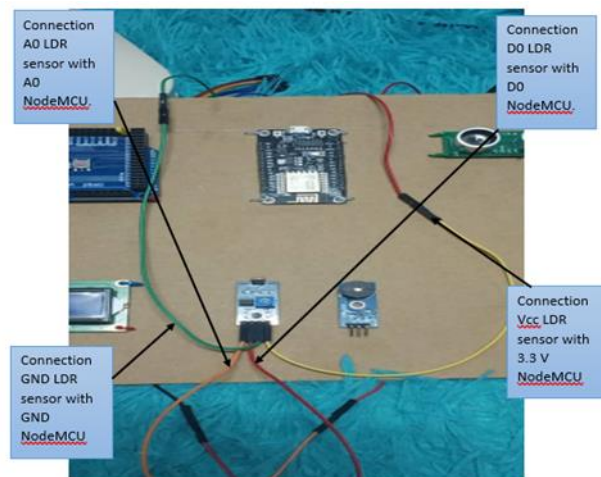 Connection
A0 LDR
sensor with
A0
NodeMCU.
Connection
D0 LDR
sensor with
D0
NodeMCU.
Connection
GND LDR
sensor with
GND
NodeMCU
Connection
Vcc LDR
sensor with
3.3 V
NodeMCU